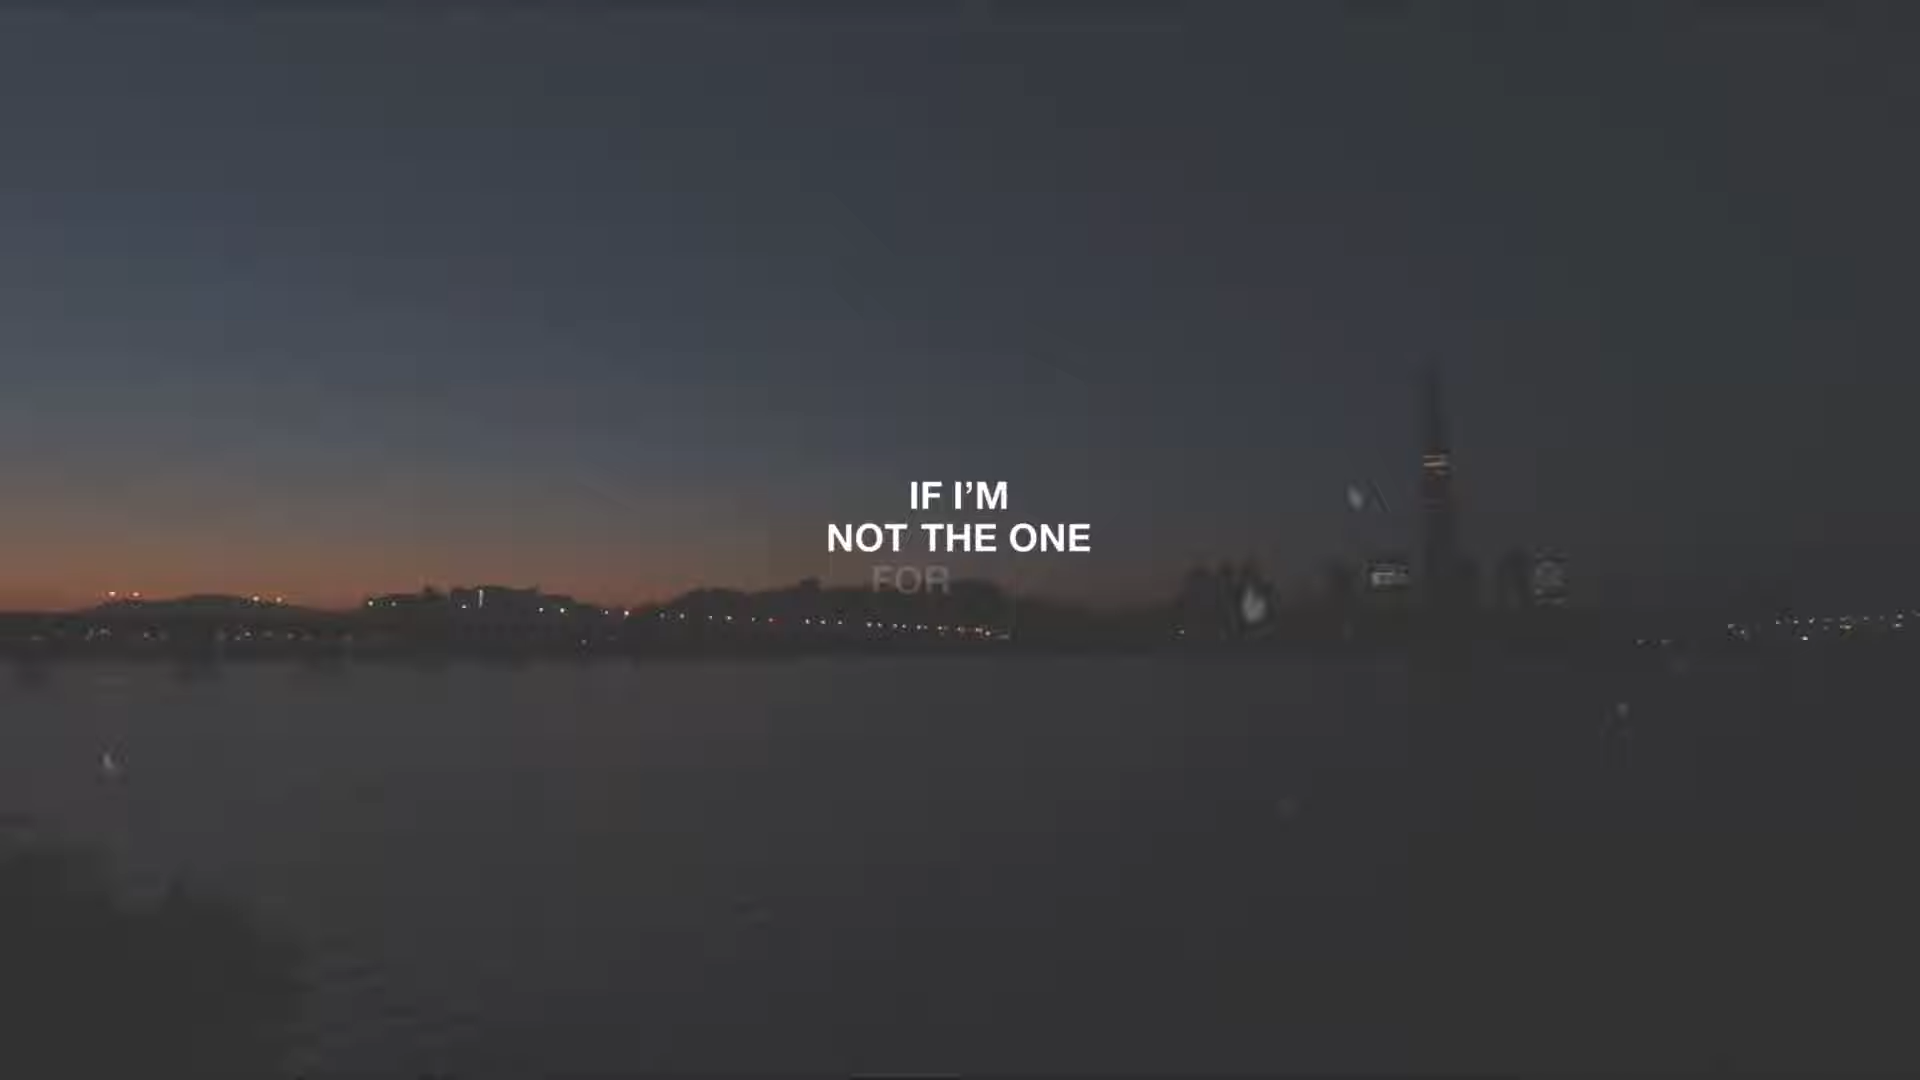 IF I’M
NOT THE ONE
FOR